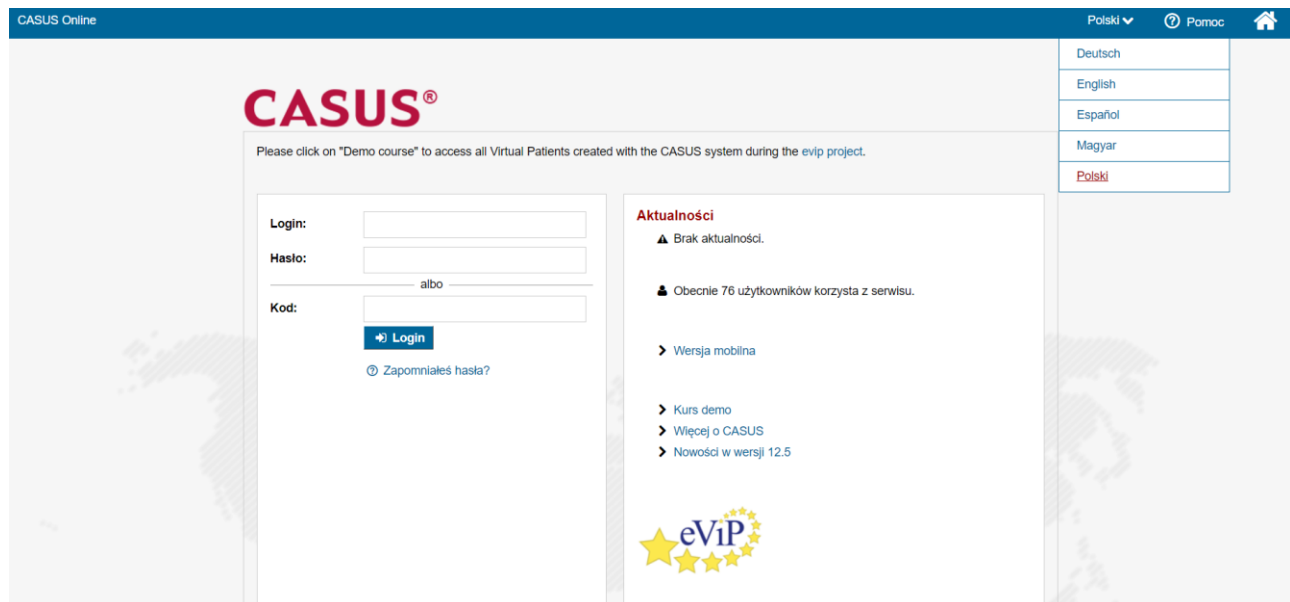 CASUS Online
Polski
Pomoc
Deutsch
English
Español
Magyar
Polski
CASUS®
Please click on "Demo course" to access all Virtual Patients created with the CASUS system during the evip project.
Login:
Hasło:
albo
Kod:
Login
Zapomniałeś hasła?
Aktualności
Brak aktualności.
Obecnie 76 użytkowników korzysta z serwisu.
Wersja mobilna
Kurs demo
Więcej o CASUS
Nowości w wersji 12.5
eViP